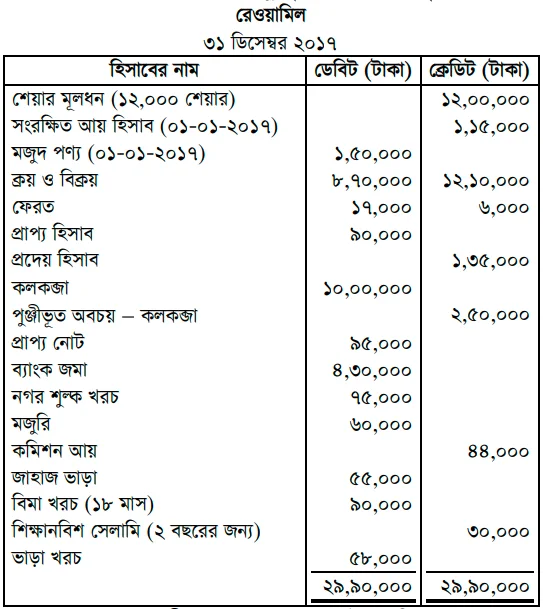 রেওয়ামিল
৩১ ডিসেম্বর ২০১৭
হিসাবের নাম ডেবিট (টাকা) ক্রেডিট (টাকা)
শেয়ার মূলধন (১২,০০০ শেয়ার) ১২,০০,০০০
সংরক্ষিত আয় হিসাব (০১-০১-২০১৭) ১,১৫,০০০
মজুদ পণ্য (০১-০১-২০১৭) ১,৫০,০০০
ক্রয় ও বিক্রয় ৮,৭০,০০০ ১২,১০,০০০
ফেরত ১৭,০০০ ৬,০০০
প্রাপ্য হিসাব ৯০,০০০
প্রদেয় হিসাব ১,৩৫,০০০
কলকব্জা ১০,০০,০০০
পুঞ্জীভূত অবচয় – কলকব্জা ২,৫০,০০০
প্রাপ্য নোট ৯৫,০০০
ব্যাংক জমা ৪,৩০,০০০
নগর শুল্ক খরচ ৭৫,০০০
মজুরি ৬০,০০০
কমিশন আয় ৪৪,০০০
জাহাজ ভাড়া ৫৫,০০০
বিমা খরচ (১৮ মাস) ৯০,০০০
শিক্ষানবিশ সেলামি (২ বছরের জন্য) ৩০,০০০
ভাড়া খরচ ৫৮,০০০
২৯,৯০,০০০ ২৯,৯০,০০০